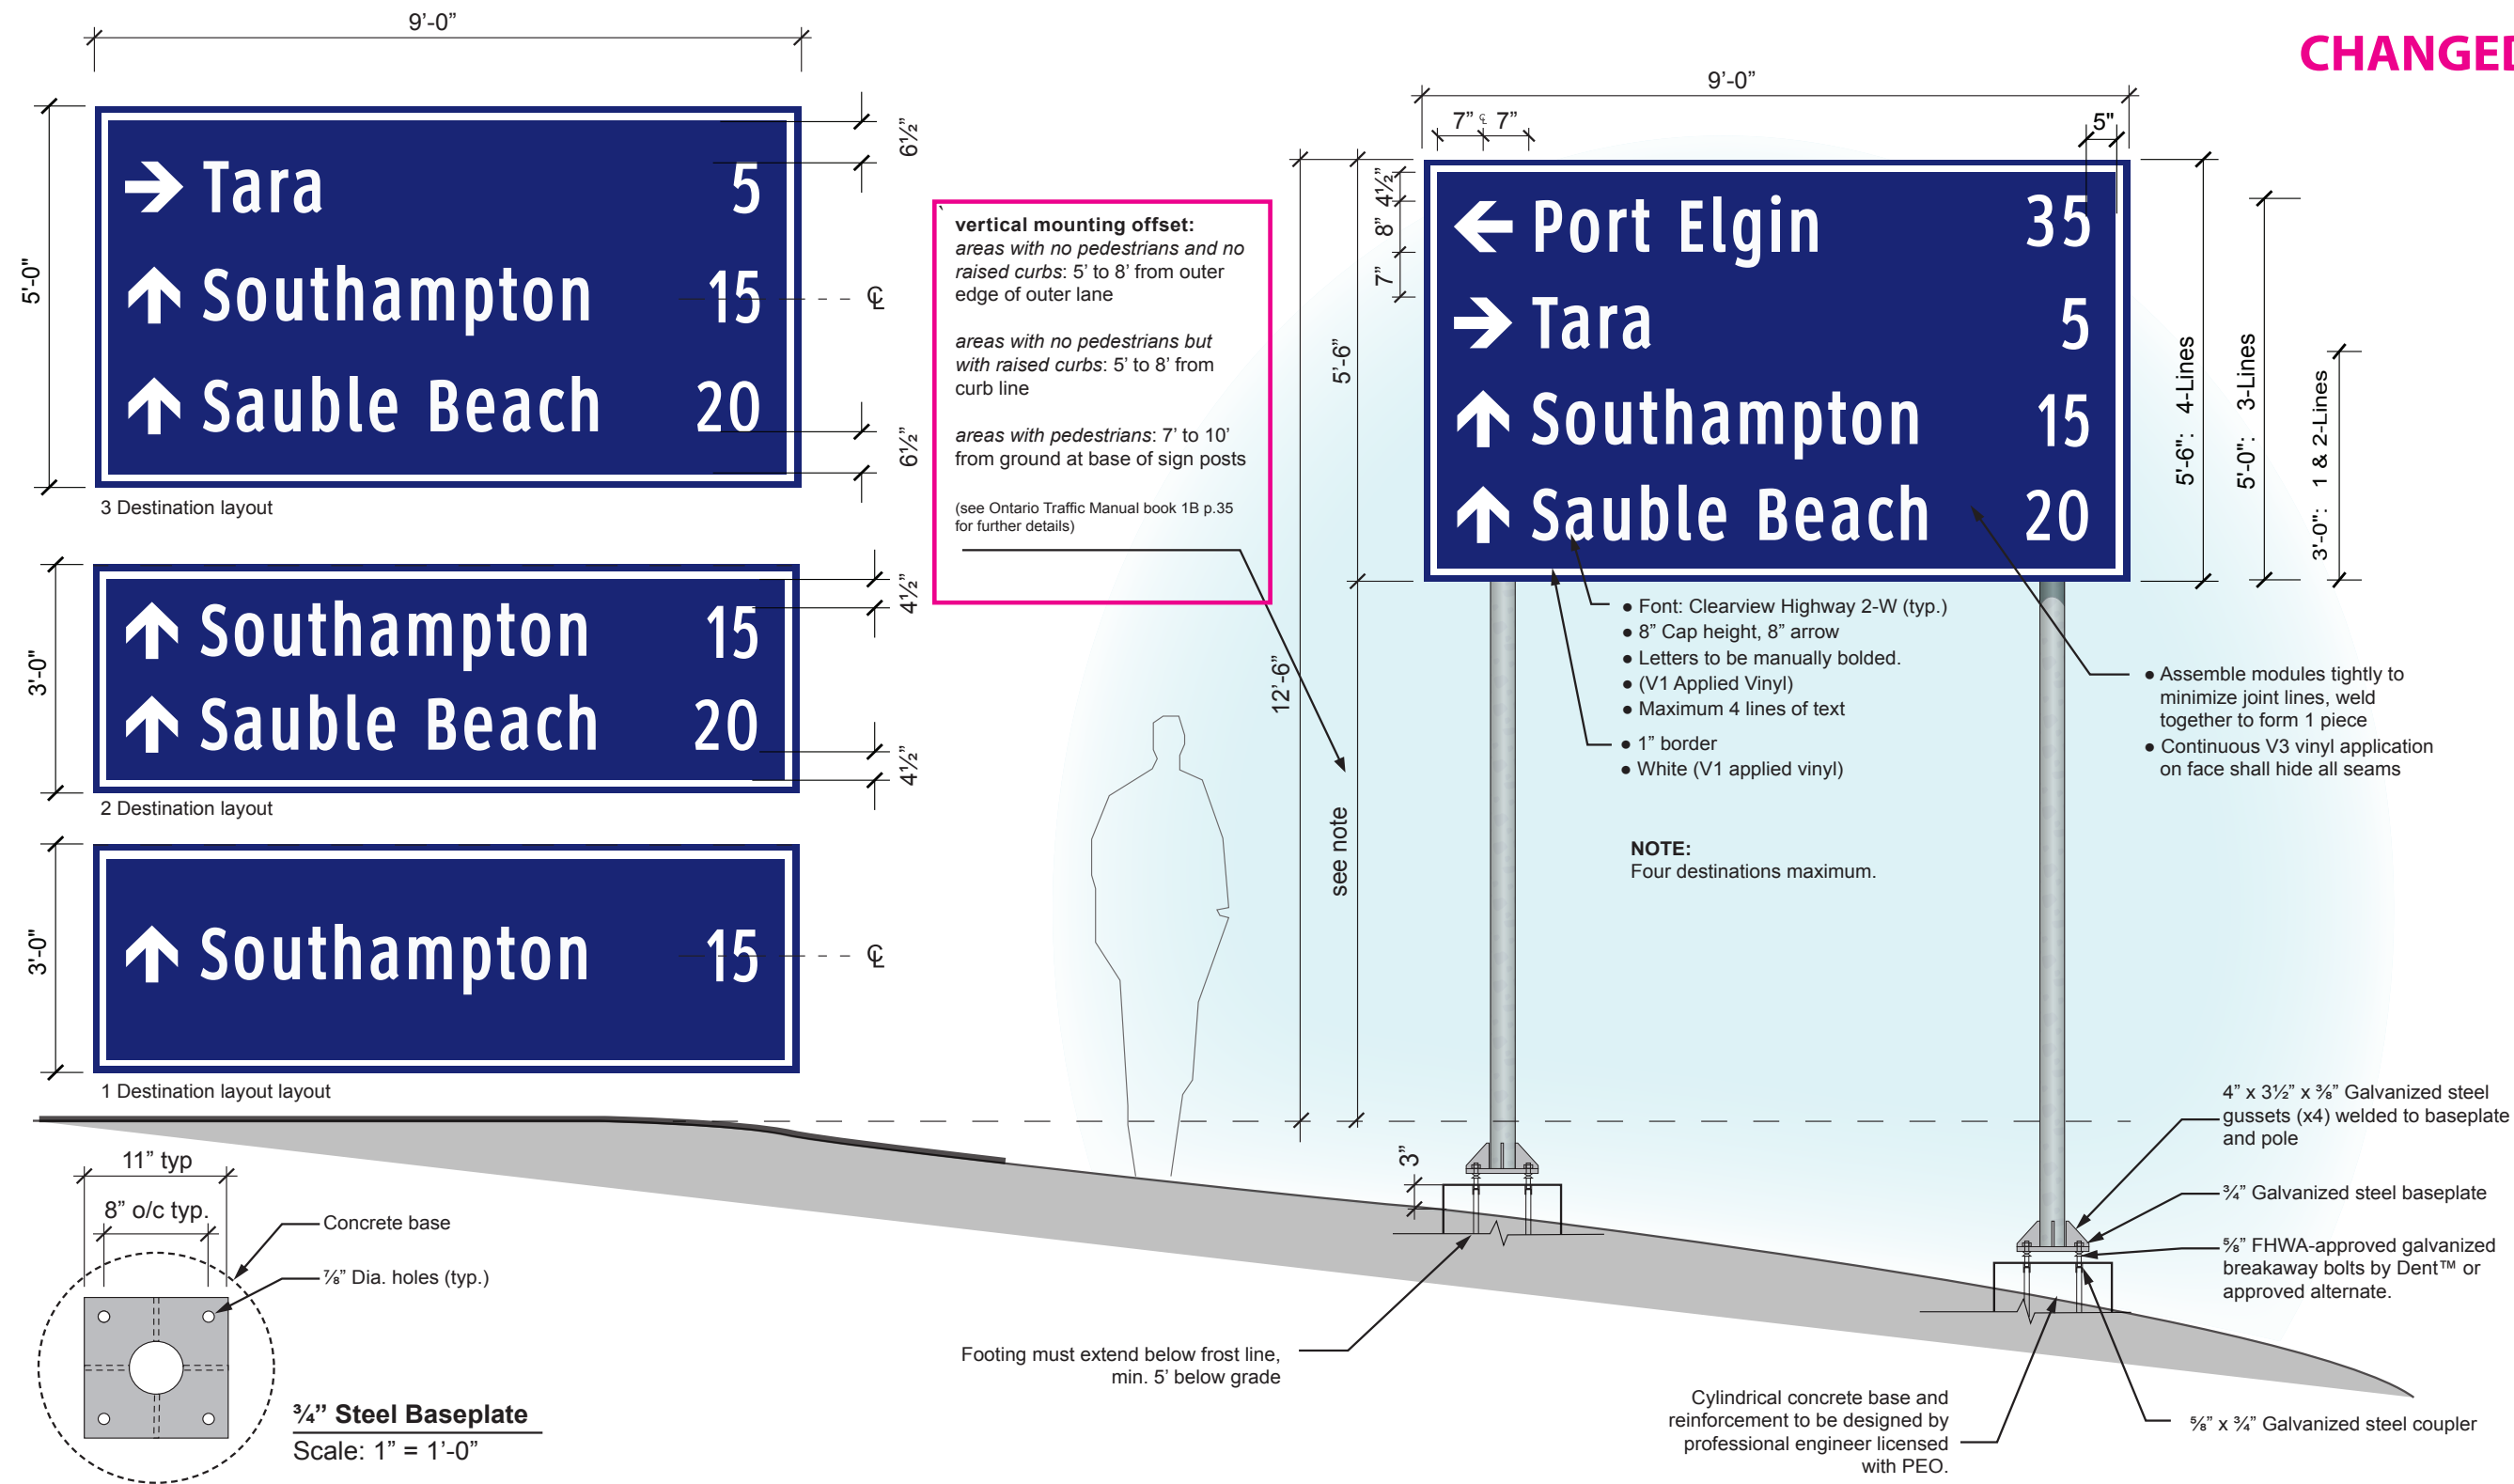 CHANGED
9’-0”
5'-0"
→ Tara 5
↑ Southampton 15
↑ Sauble Beach 20
6½”
℄
6½”
3 Destination layout
3'-0"
↑ Southampton 15
↑ Sauble Beach 20
4½”
4½”
2 Destination layout
3'-0"
↑ Southampton 15
℄
1 Destination layout layout
`
vertical mounting offset:
areas with no pedestrians and no
raised curbs: 5’ to 8’ from outer
edge of outer lane
areas with no pedestrians but
with raised curbs: 5’ to 8’ from
curb line
areas with pedestrians: 7’ to 10’
from ground at base of sign posts
(see Ontario Traffic Manual book 1B p.35
for further details)
9’-0”
7” ℄ 7”
5"
4½”
8”
7”
5’-6”
12’-6”
see note
← Port Elgin 35
→ Tara 5
↑ Southampton 15
↑ Sauble Beach 20
5'-6": 4-Lines
5'-0": 3-Lines
3'-0": 1 & 2-Lines
● Font: Clearview Highway 2-W (typ.)
● 8” Cap height, 8” arrow
● Letters to be manually bolded.
● (V1 Applied Vinyl)
● Maximum 4 lines of text
● 1” border
● White (V1 applied vinyl)
● Assemble modules tightly to
minimize joint lines, weld
together to form 1 piece
● Continuous V3 vinyl application
on face shall hide all seams
NOTE:
Four destinations maximum.
3”
4” x 3½” x ⅜” Galvanized steel
gussets (x4) welded to baseplate
and pole
¾” Galvanized steel baseplate
⅝” FHWA-approved galvanized
breakaway bolts by Dent™ or
approved alternate.
⅝” x ¾” Galvanized steel coupler
Footing must extend below frost line,
min. 5’ below grade
Cylindrical concrete base and
reinforcement to be designed by
professional engineer licensed
with PEO.
11” typ
8” o/c typ.
Concrete base
⅞” Dia. holes (typ.)
¾” Steel Baseplate
Scale: 1” = 1’-0”